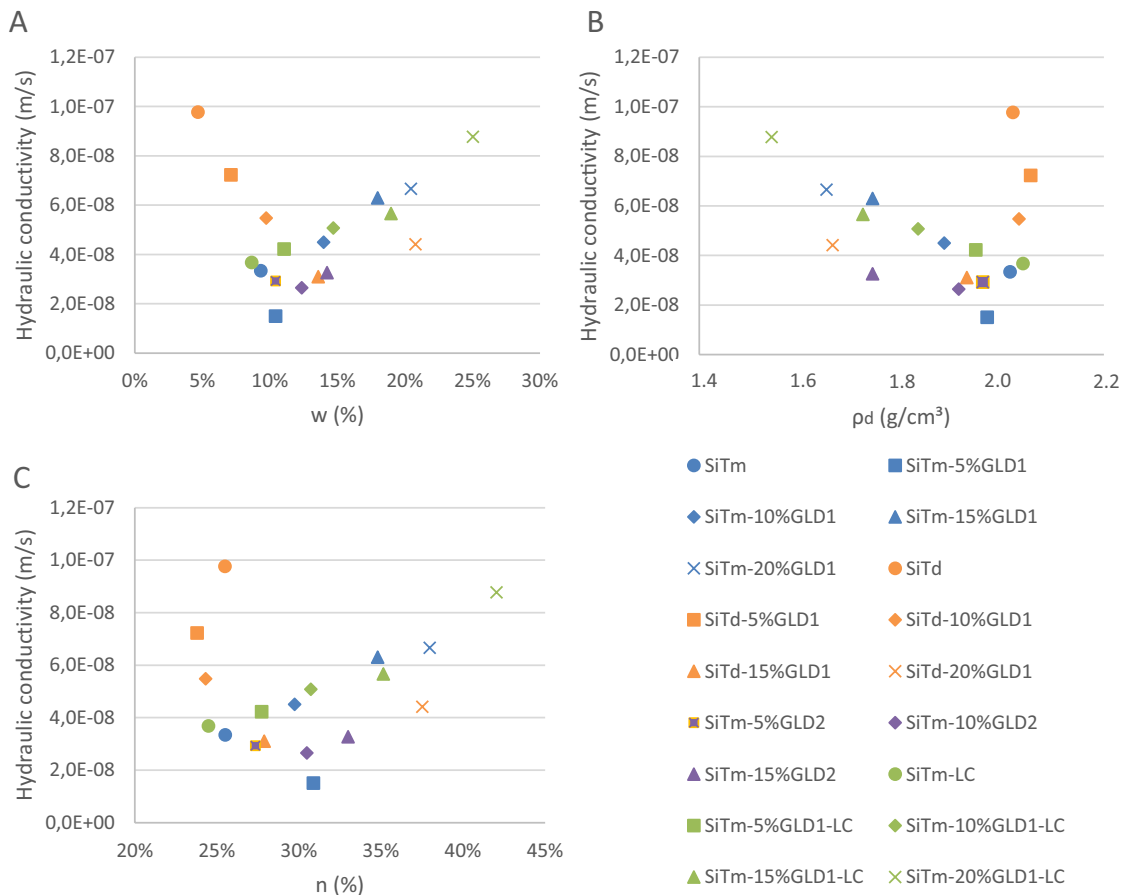 A
Hydraulic conductivity (m/s)
1,2E-07
1,0E-07
8,0E-08
6,0E-08
4,0E-08
2,0E-08
0,0E+00
0% 5% 10% 15% 20% 25% 30%
w (%)
B
Hydraulic conductivity (m/s)
1,2E-07
1,0E-07
8,0E-08
6,0E-08
4,0E-08
2,0E-08
0,0E+00
1.4 1.6 1.8 2.0 2.2
ρd (g/cm³)
C
Hydraulic conductivity (m/s)
1,2E-07
1,0E-07
8,0E-08
6,0E-08
4,0E-08
2,0E-08
0,0E+00
20% 25% 30% 35% 40% 45%
n (%)
SiTm SiTm-5%GLD1
SiTm-10%GLD1 SiTm-15%GLD1
SiTm-20%GLD1 SiTd
SiTd-5%GLD1 SiTd-10%GLD1
SiTd-15%GLD1 SiTd-20%GLD1
SiTm-5%GLD2 SiTm-10%GLD2
SiTm-15%GLD2 SiTm-LC
SiTm-5%GLD1-LC SiTm-10%GLD1-LC
SiTm-15%GLD1-LC SiTm-20%GLD1-LC